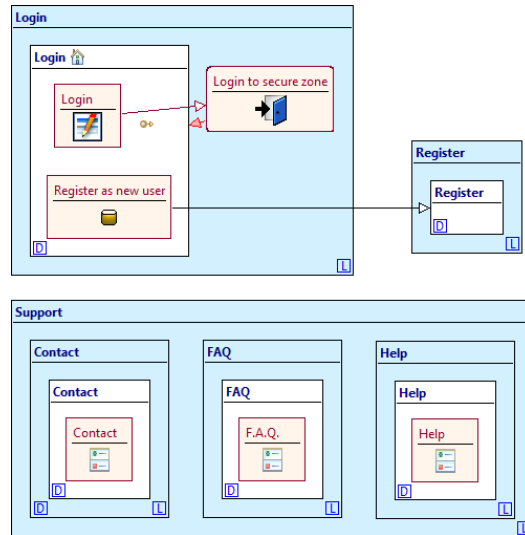 Login
Login
Login
Login to secure zone
Register as new user
D
L
Register
Register
D
L
Support
Contact
FAQ
Help
Contact
FAQ
Help
Contact
F.A.Q.
Help
D
D
D
D
L
L
L
L